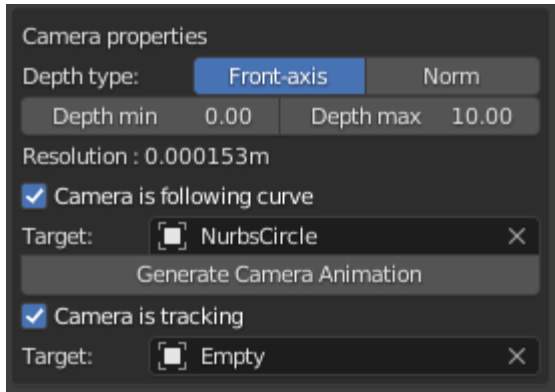 Camera properties
Depth type: Front-axis Norm
Depth min 0.00 Depth max 10.00
Resolution : 0.000153m
Camera is following curve
Target: NurbsCircle
Generate Camera Animation
Camera is tracking
Target: Empty